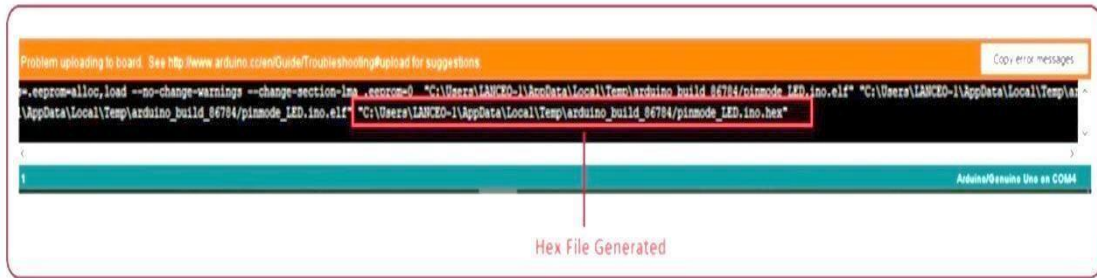 Problem uploading to board. See http://www.arduino.cc/en/Guide/Troubleshooting#upload for suggestions.
Copy error messages
=.eeprom=alloc,load --no-change-warnings --change-section-lma .eeprom=0 "C:\Users\LANCEO~1\AppData\Local\Temp\arduino_build_86784/pinmode_LED.ino.elf" "C:\Users\LANCEO~1\AppData\Local\Temp\ar
\AppData\Local\Temp\arduino_build_86784/pinmode_LED.ino.elf" "C:\Users\LANCEO~1\AppData\Local\Temp\arduino_build_86784/pinmode_LED.ino.hex"
1
Arduino/Genuino Uno on COM4
Hex File Generated